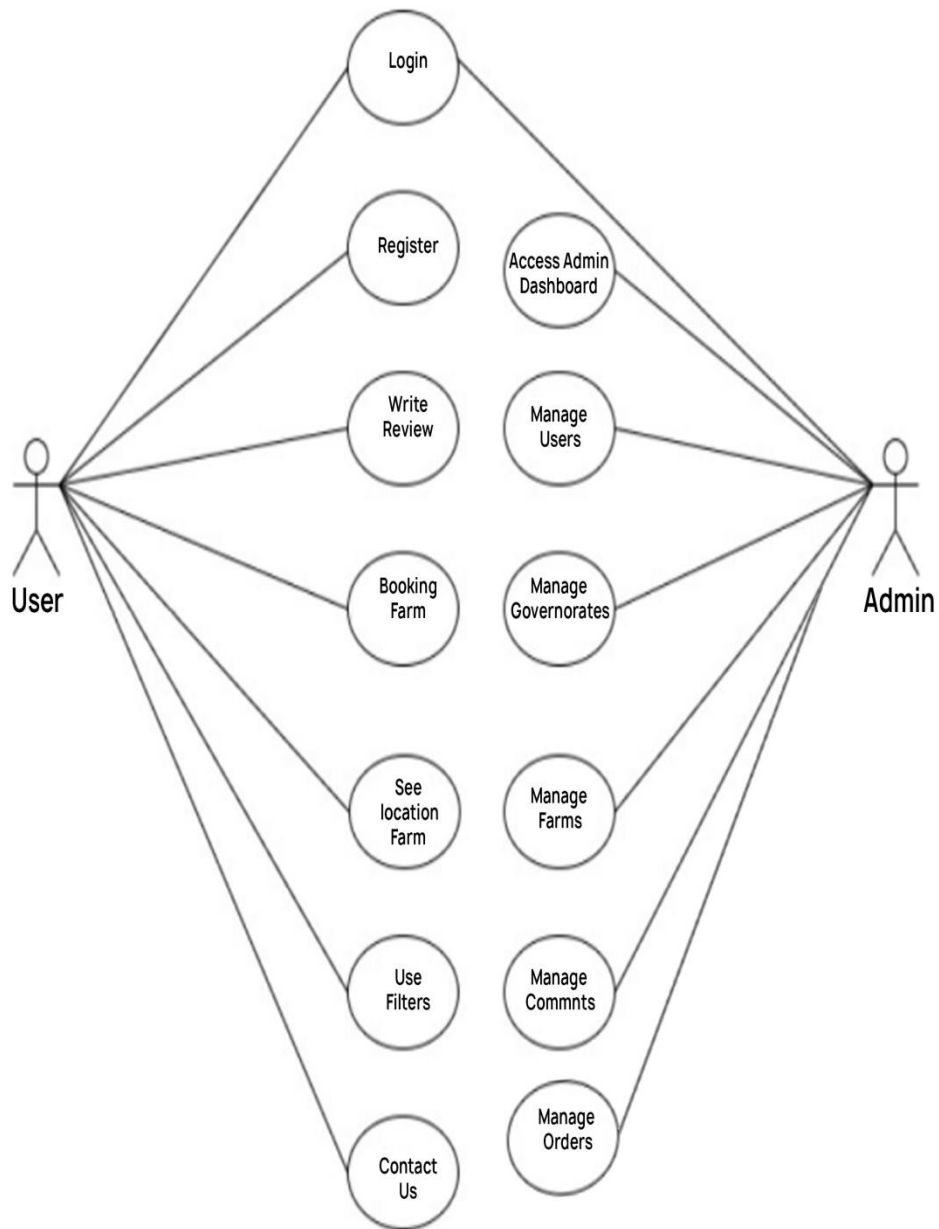 Login
Register
Access Admin
Dashboard
Write
Review
Manage
Users
User
Admin
Booking
Farm
Manage
Governorates
See
location
Farm
Manage
Farms
Use
Filters
Manage
Commnts
Manage
Orders
Contact
Us